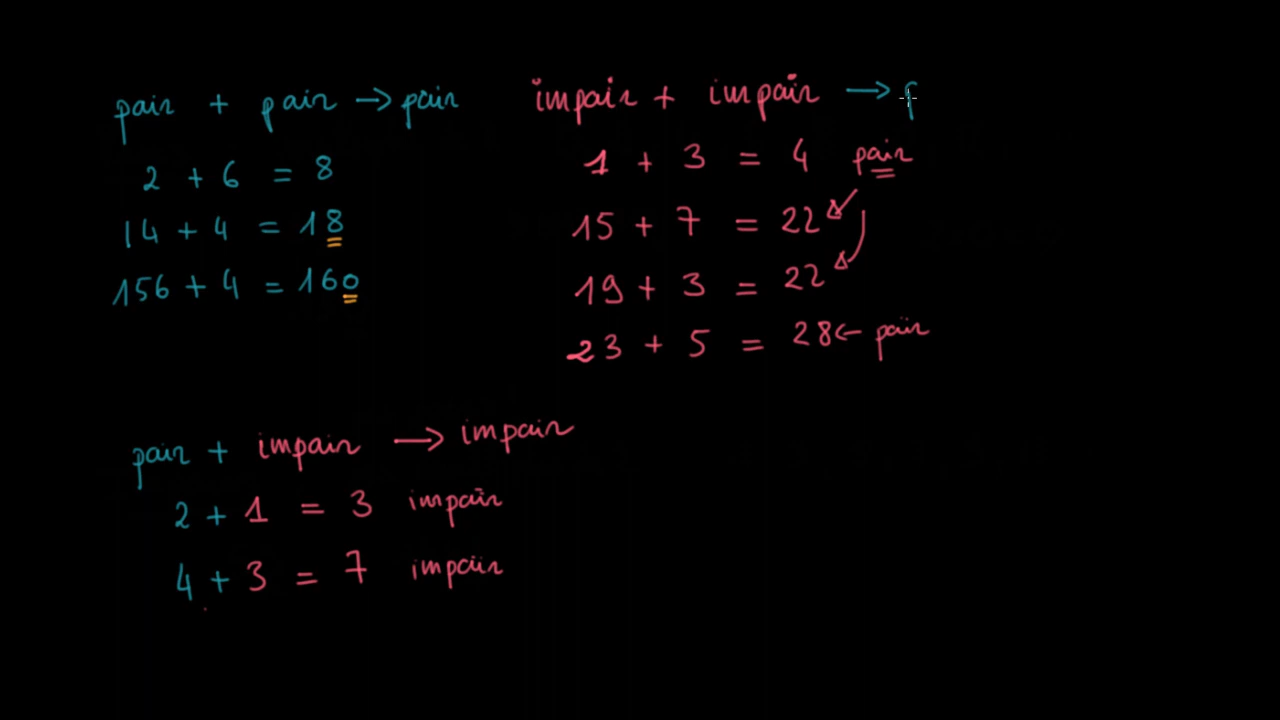 pair + pair → pair
2 + 6 = 8
14 + 4 = 18
156 + 4 = 160
impair + impair → p
1 + 3 = 4 pair
15 + 7 = 22
19 + 3 = 22
23 + 5 = 28 ← pair
pair + impair → impair
2 + 1 = 3 impair
4 + 3 = 7 impair